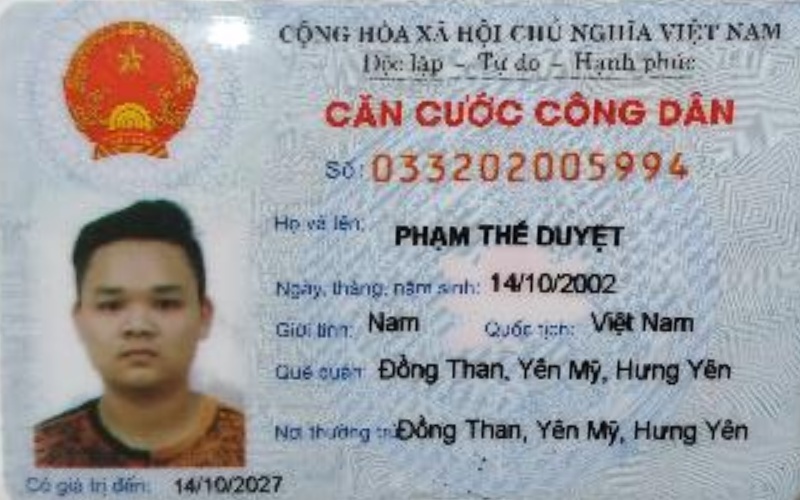 CỘNG HÒA XÃ HỘI CHỦ NGHĨA VIỆT NAM
Độc lập - Tự do - Hạnh phúc
CĂN CƯỚC CÔNG DÂN
Số: 033202005994
Họ và tên: PHẠM THẾ DUYỆT
Ngày, tháng, năm sinh: 14/10/2002
Giới tính: Nam Quốc tịch: Việt Nam
Quê quán: Đồng Than, Yên Mỹ, Hưng Yên
Nơi thường trú: Đồng Than, Yên Mỹ, Hưng Yên
Có giá trị đến: 14/10/2027